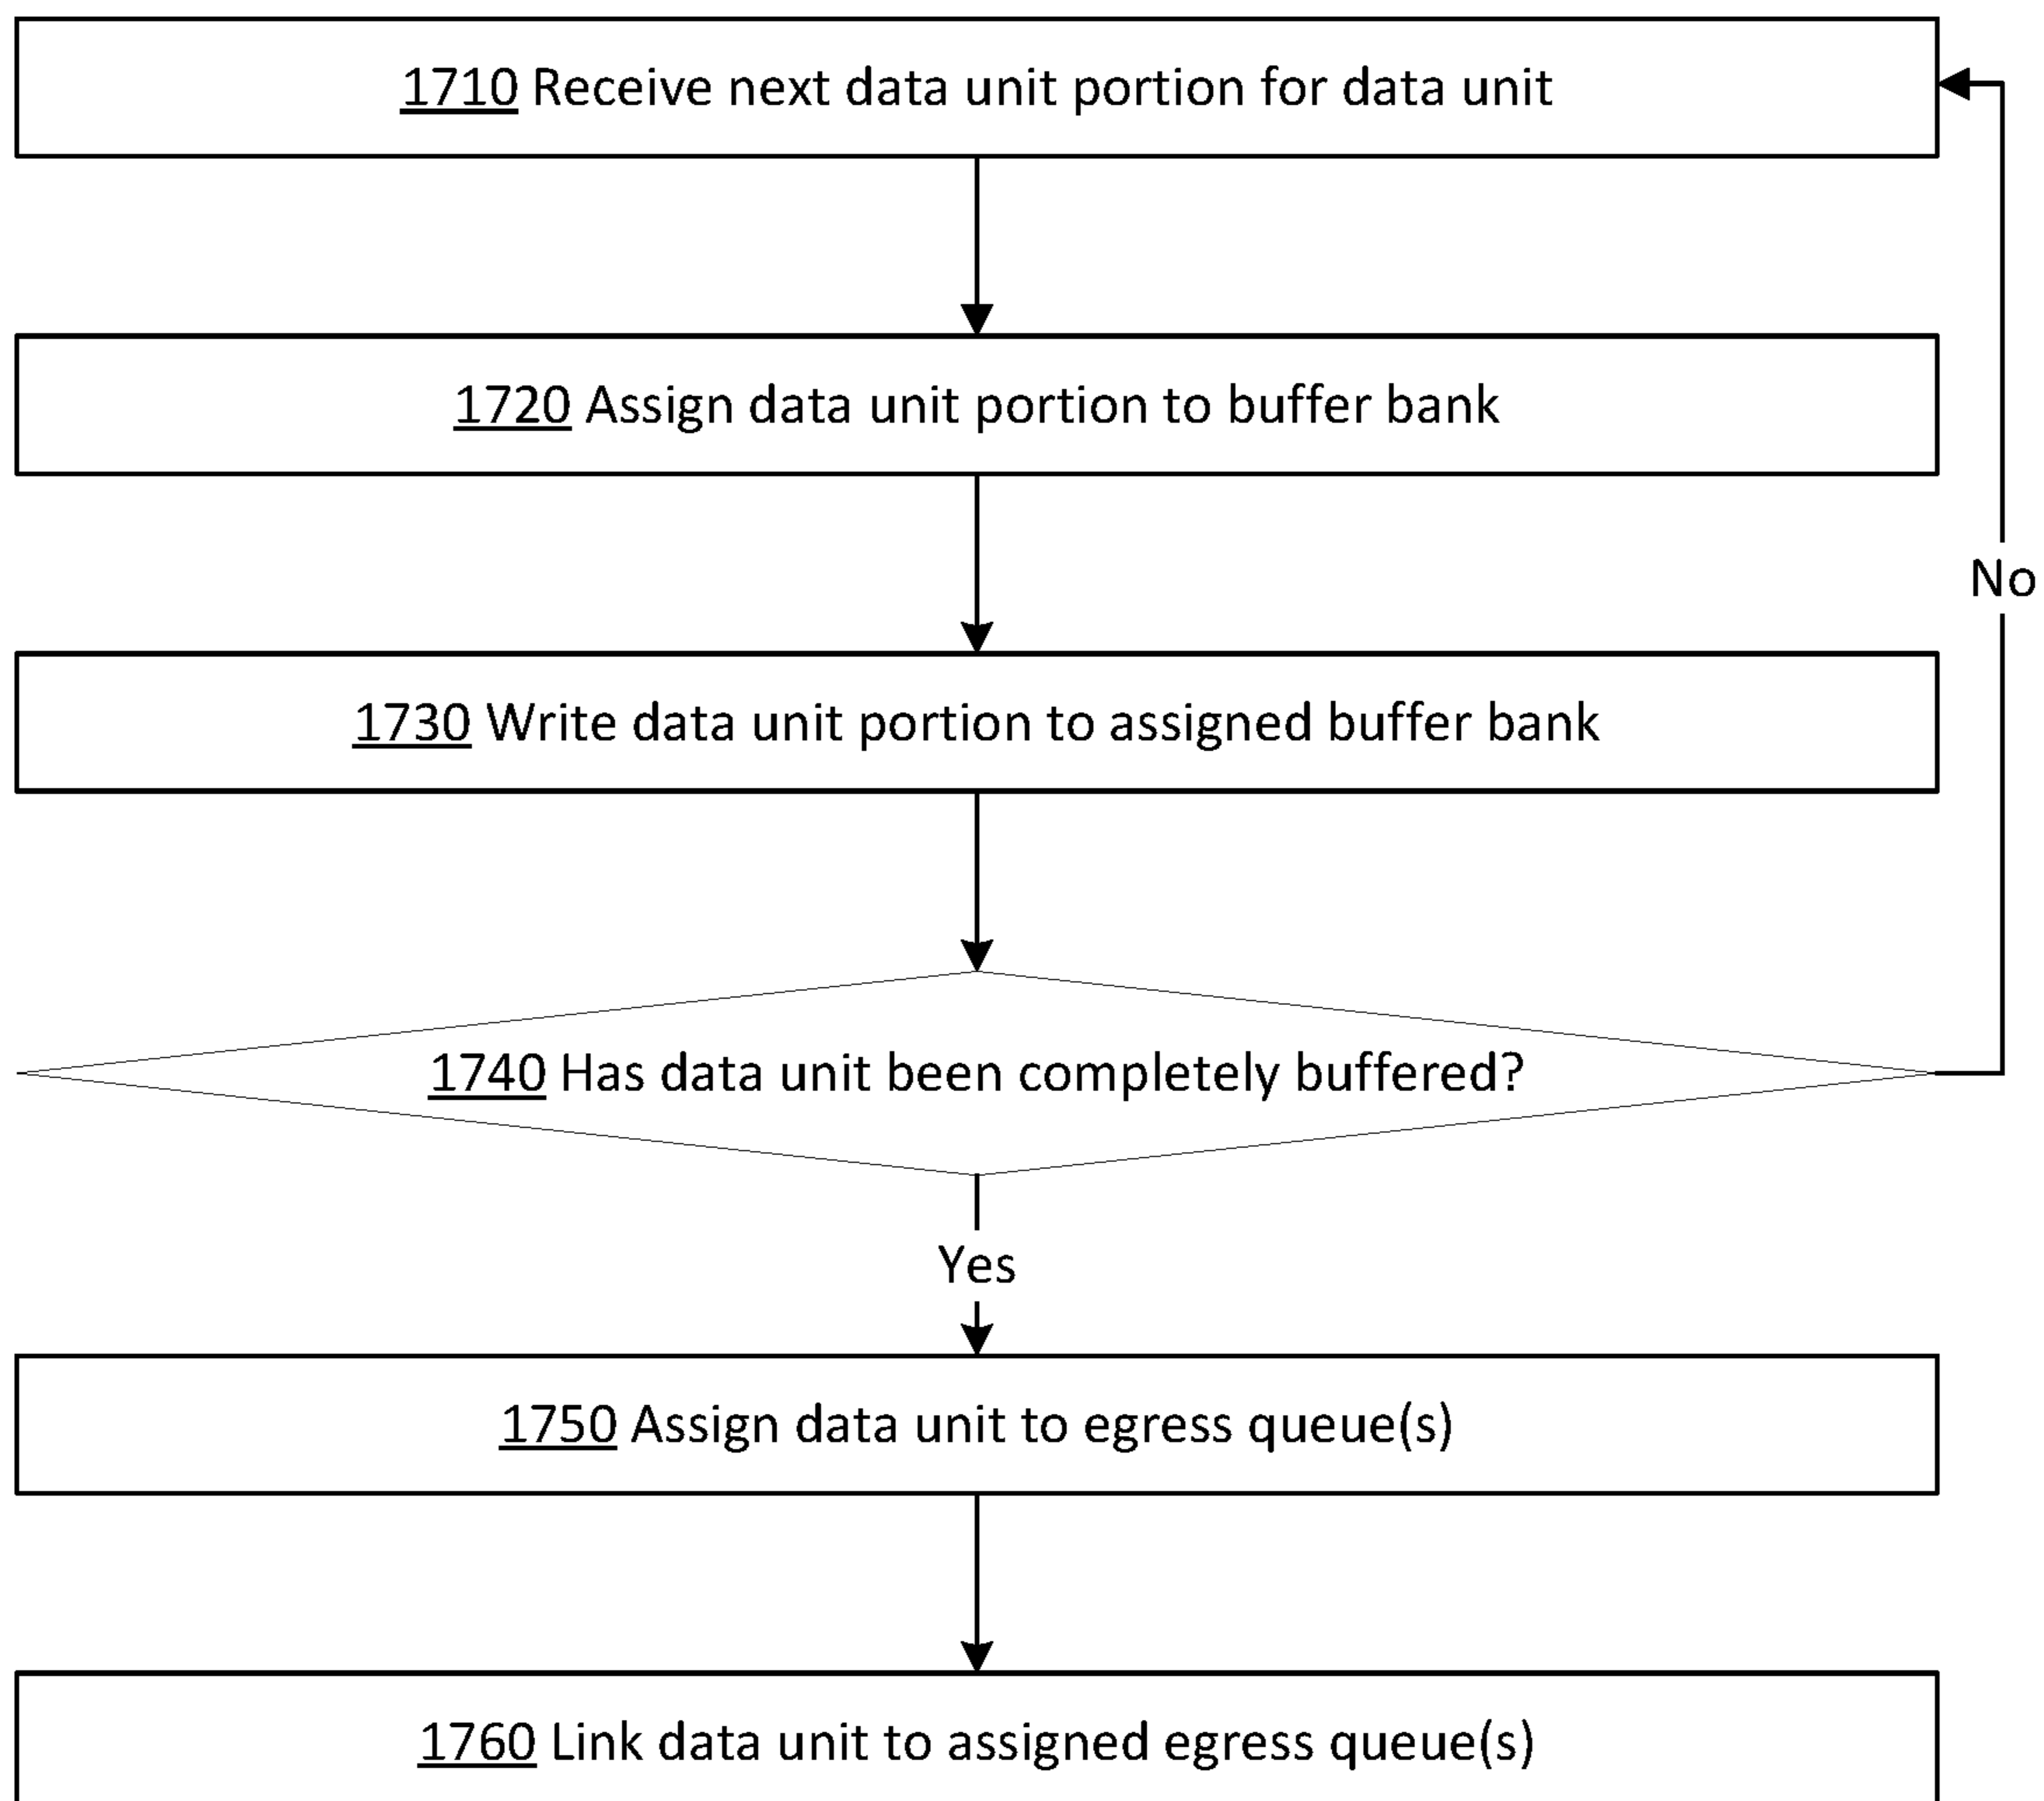 1710 Receive next data unit portion for data unit
1720 Assign data unit portion to buffer bank
No
1730 Write data unit portion to assigned buffer bank
1740 Has data unit been completely buffered?
Yes
1750 Assign data unit to egress queue(s)
1760 Link data unit to assigned egress queue(s)